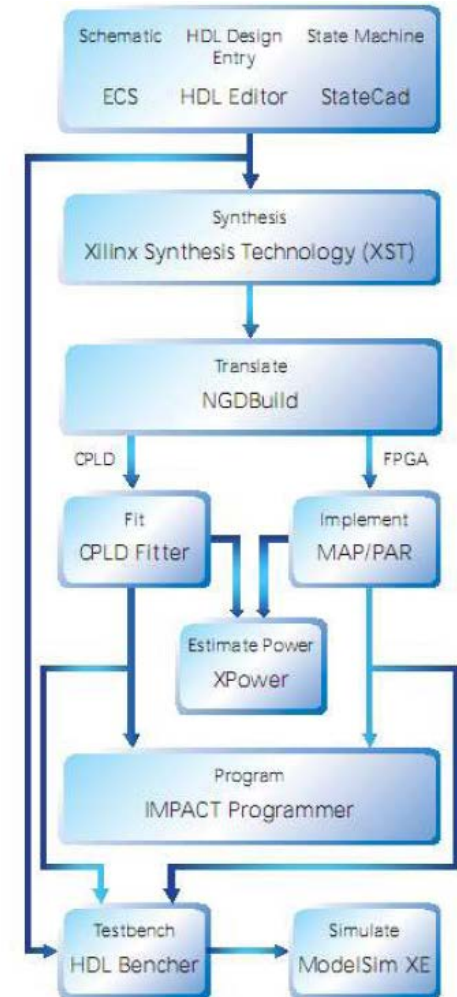 Schematic HDL Design Entry State Machine
ECS HDL Editor StateCad
Synthesis
Xilinx Synthesis Technology (XST)
Translate
NGDBuild
CPLD FPGA
Fit Implement
CPLD Fitter MAP/PAR
Estimate Power
XPower
Program
IMPACT Programmer
Testbench Simulate
HDL Bencher ModelSim XE